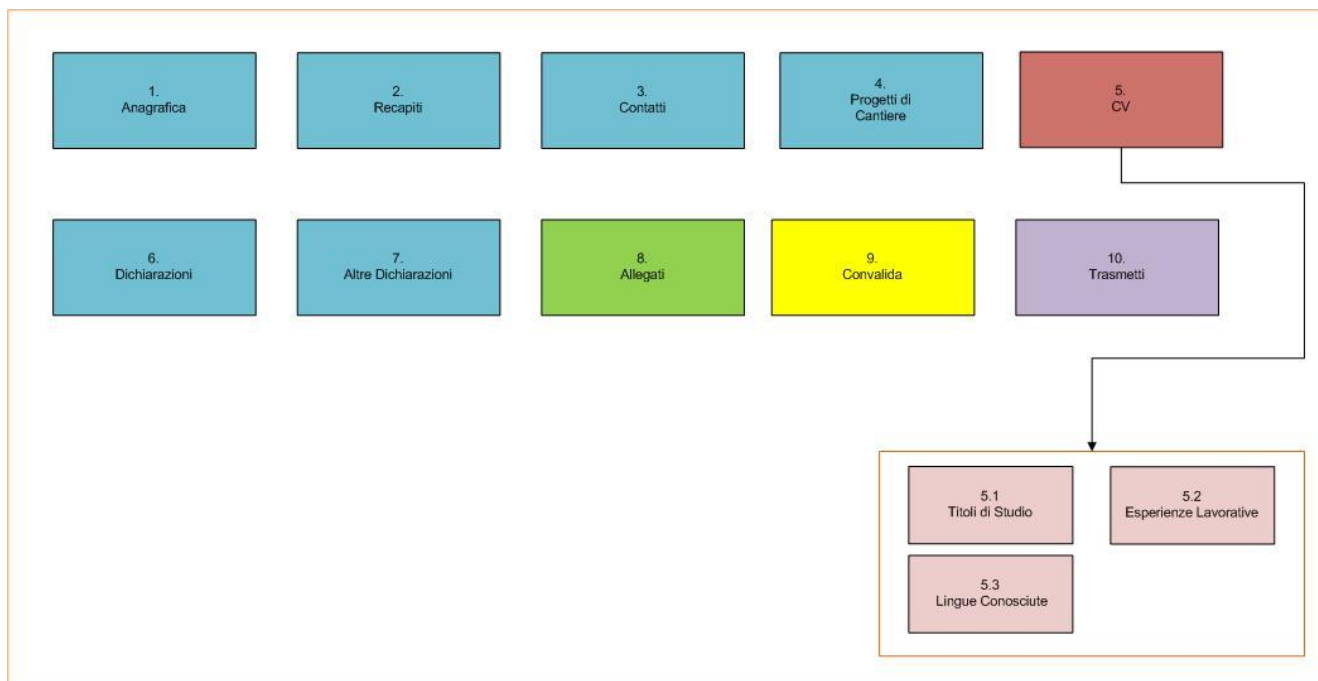 1.
Anagrafica
2.
Recapiti
3.
Contatti
4.
Progetti di
Cantiere
5.
CV
6.
Dichiarazioni
7.
Altre Dichiarazioni
8.
Allegati
9.
Convalida
10.
Trasmetti
5.1
Titoli di Studio
5.2
Esperienze Lavorative
5.3
Lingue Conosciute